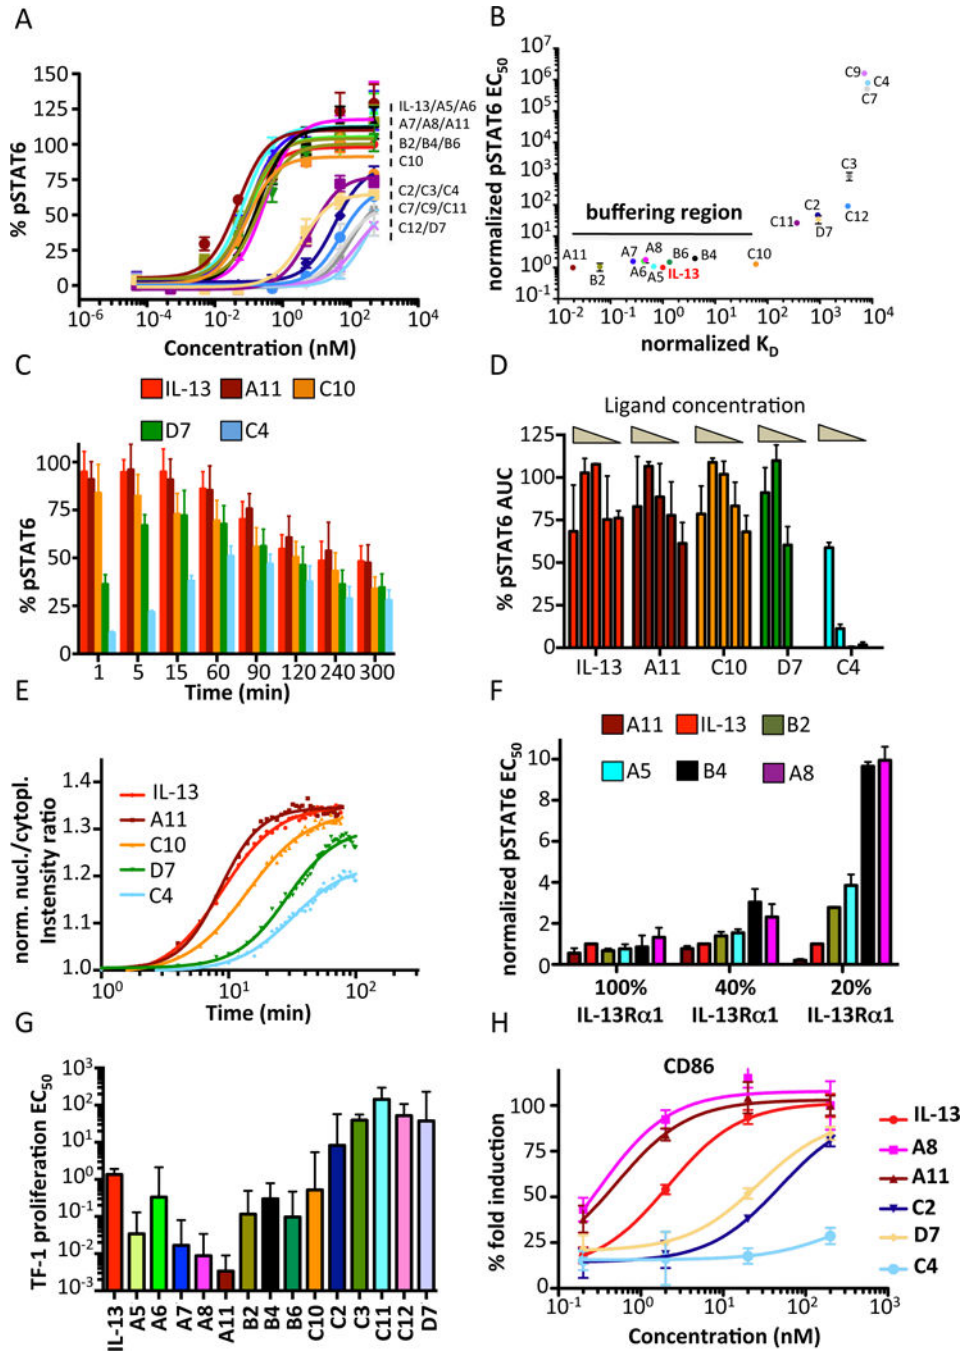 A
% pSTAT6
150
125
100
75
50
25
0
10-6
10-4
10-2
100
102
104
Concentration (nM)
IL-13/A5/A6
A7/A8/A11
B2/B4/B6
C10
C2/C3/C4
C7/C9/C11
C12/D7
B
normalized pSTAT6 EC50
107
106
105
104
103
102
101
100
10-1
10-2
10-1
100
101
102
103
104
normalized KD
buffering region
A11
B2
A7
A8
A6
A5
IL-13
B6
B4
C10
C11
C2
D7
C3
C12
C9
C4
C7
C
IL-13
A11
C10
D7
C4
% pSTAT6
100
75
50
25
0
1 5 15 60 90 120 240 300
Time (min)
D
Ligand concentration
% pSTAT6 AUC
125
100
75
50
25
0
IL-13 A11 C10 D7 C4
E
norm. nucl./cytopl.
Instensity ratio
1.4
1.3
1.2
1.1
1.0
IL-13
A11
C10
D7
C4
100
101
102
Time (min)
F
A11
IL-13
B2
A5
B4
A8
normalized pSTAT6 EC50
10
8
6
4
2
0
100% 40% 20%
IL-13Rα1 IL-13Rα1 IL-13Rα1
G
TF-1 proliferation EC50
103
102
101
100
10-1
10-2
10-3
IL-13 A5 A6 A7 A8 A11 B2 B4 B6 C10 C2 C3 C11 C12 D7
H
CD86
% fold induction
100
75
50
25
0
10-1
100
101
102
103
Concentration (nM)
IL-13
A8
A11
C2
D7
C4